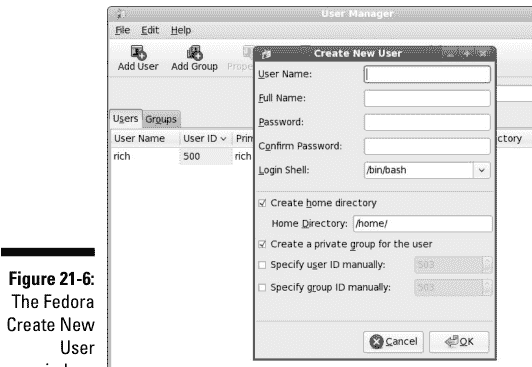 User Manager
File Edit Help
Add User Add Group
Create New User
User Name:
Full Name:
Password:
Confirm Password:
Login Shell: /bin/bash
Create home directory
Home Directory: /home/
Create a private group for the user
Specify user ID manually: 503
Specify group ID manually: 503
Cancel OK
Users Groups
User Name User ID Prim ctory
rich 500 rich
Figure 21-6:
The Fedora
Create New
User